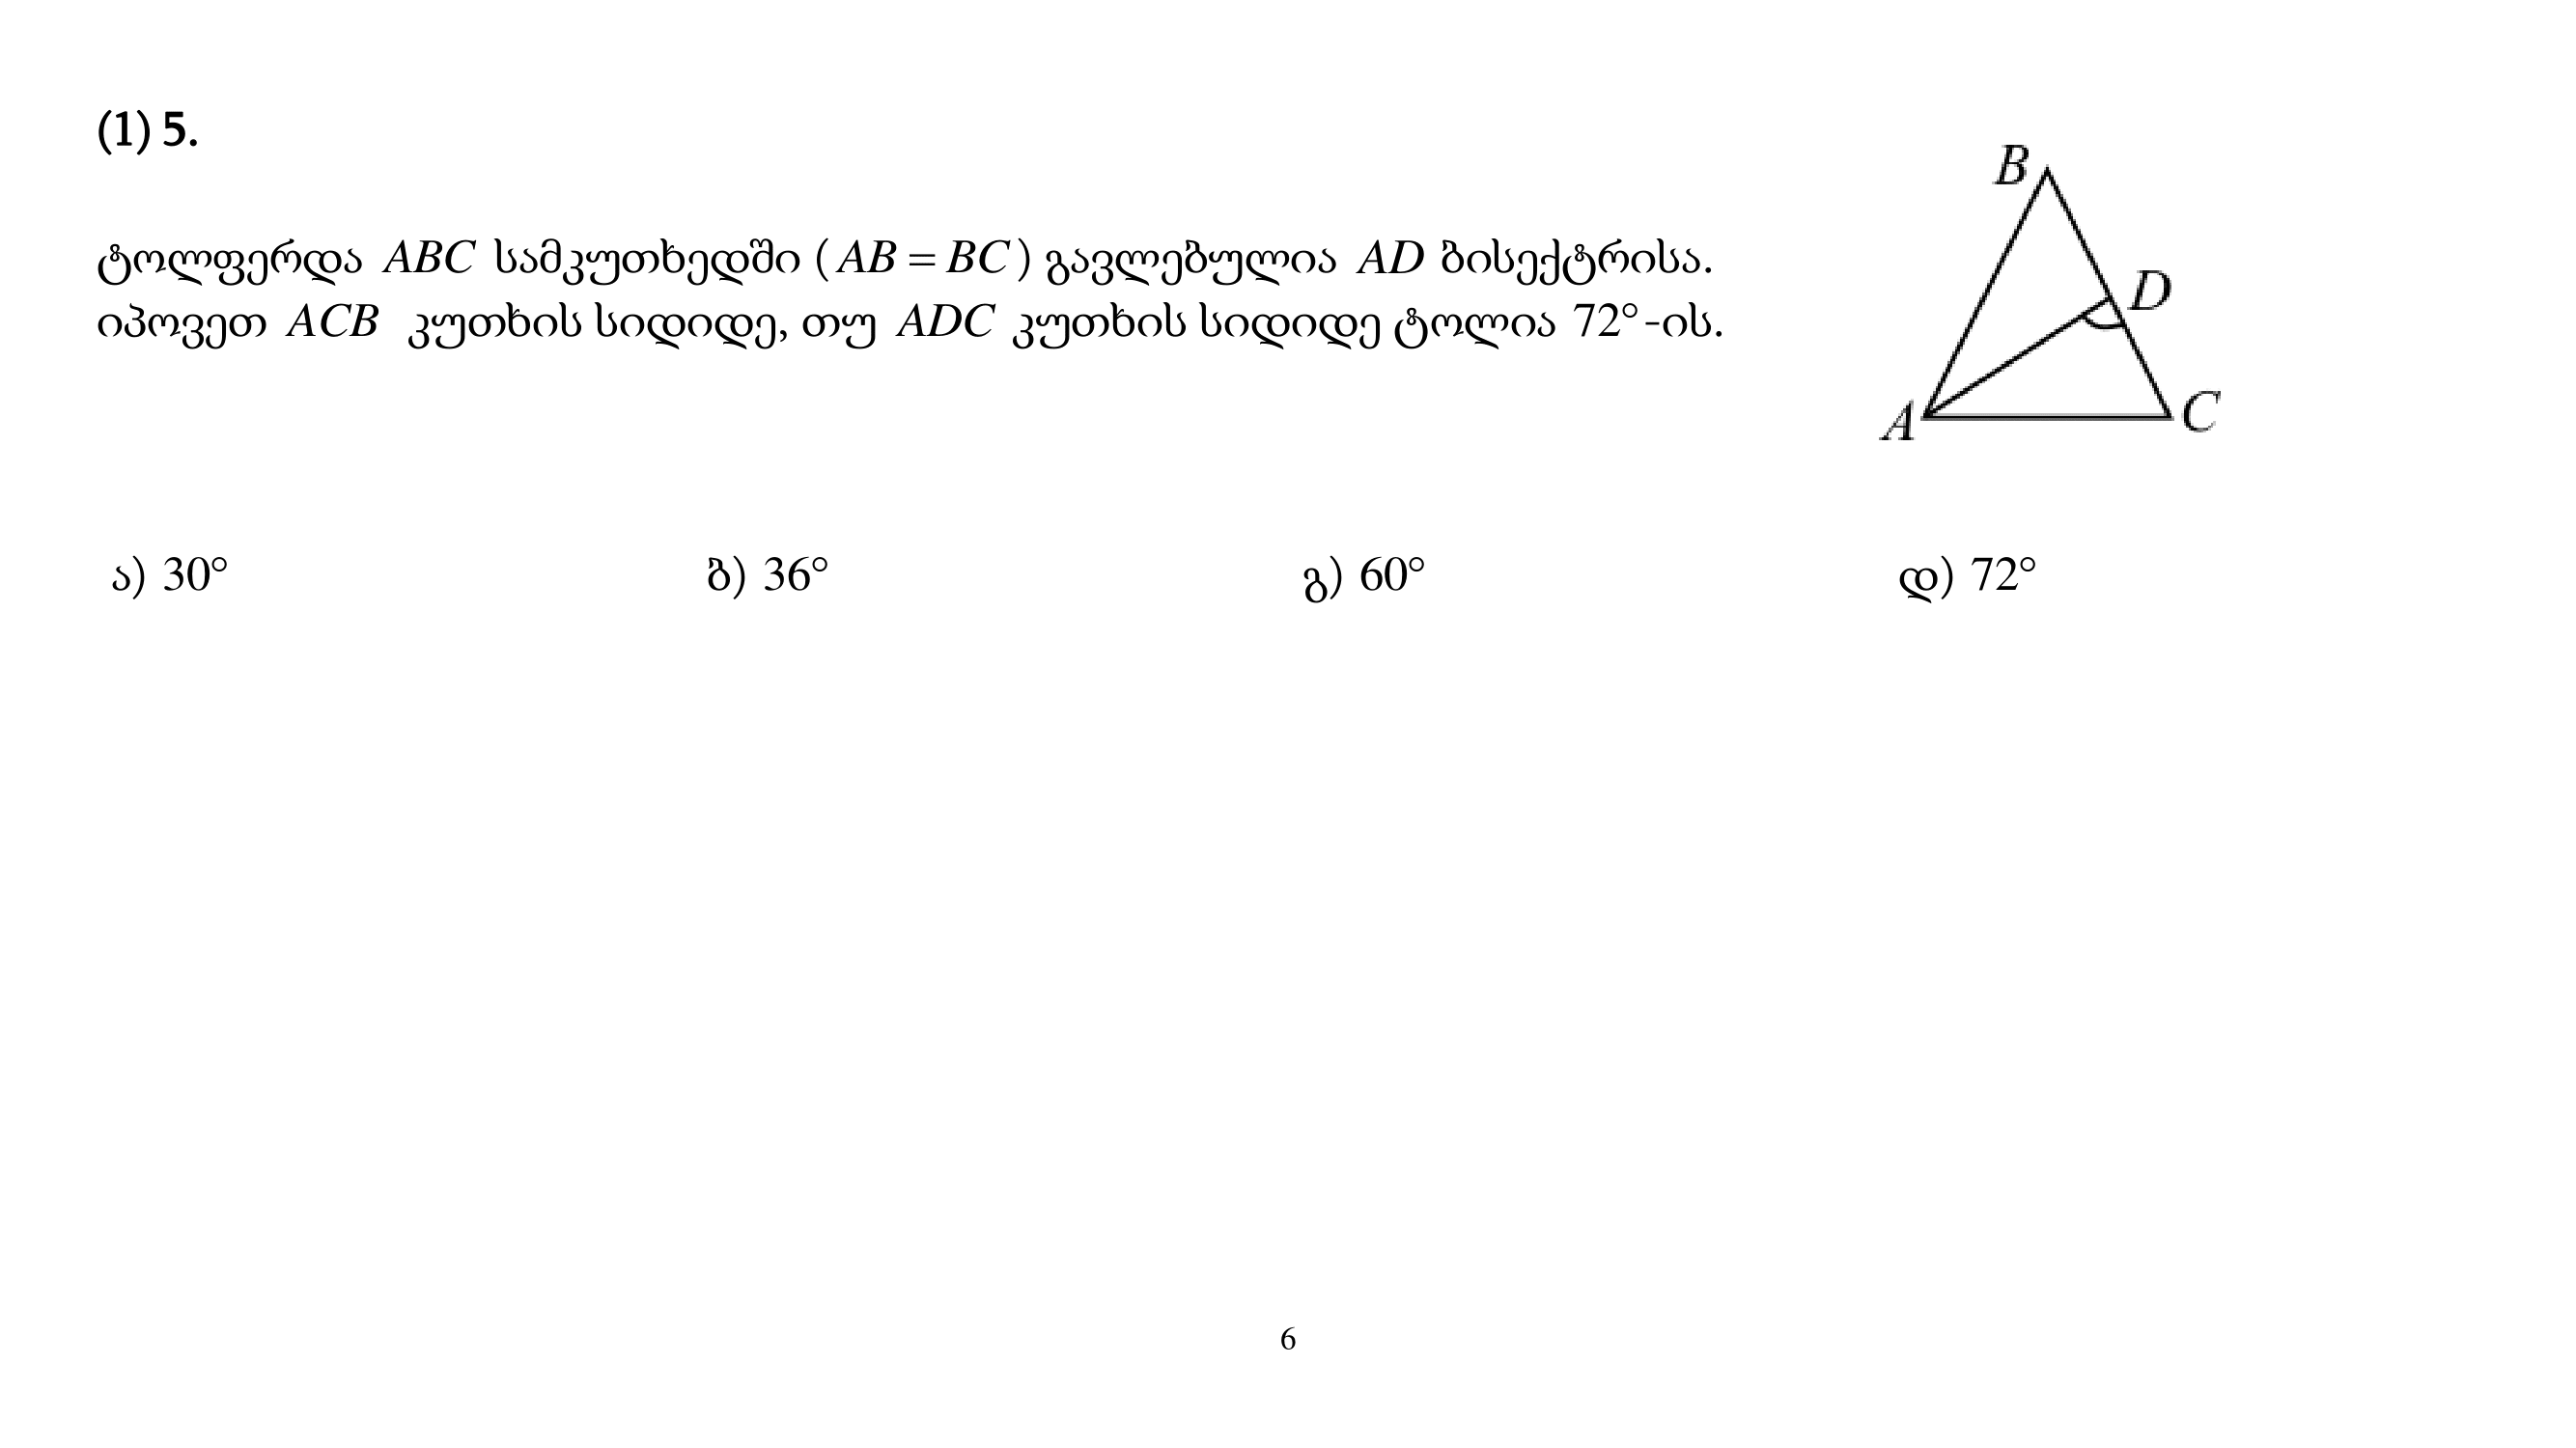 (1) 5.
ტოლფერდა ABC სამკუთხედში ( AB = BC ) გავლებულია AD ბისექტრისა.
იპოვეთ ACB კუთხის სიდიდე, თუ ADC კუთხის სიდიდე ტოლია 72° -ის.
B
D
A
C
ა) 30° ბ) 36° გ) 60° დ) 72°
6